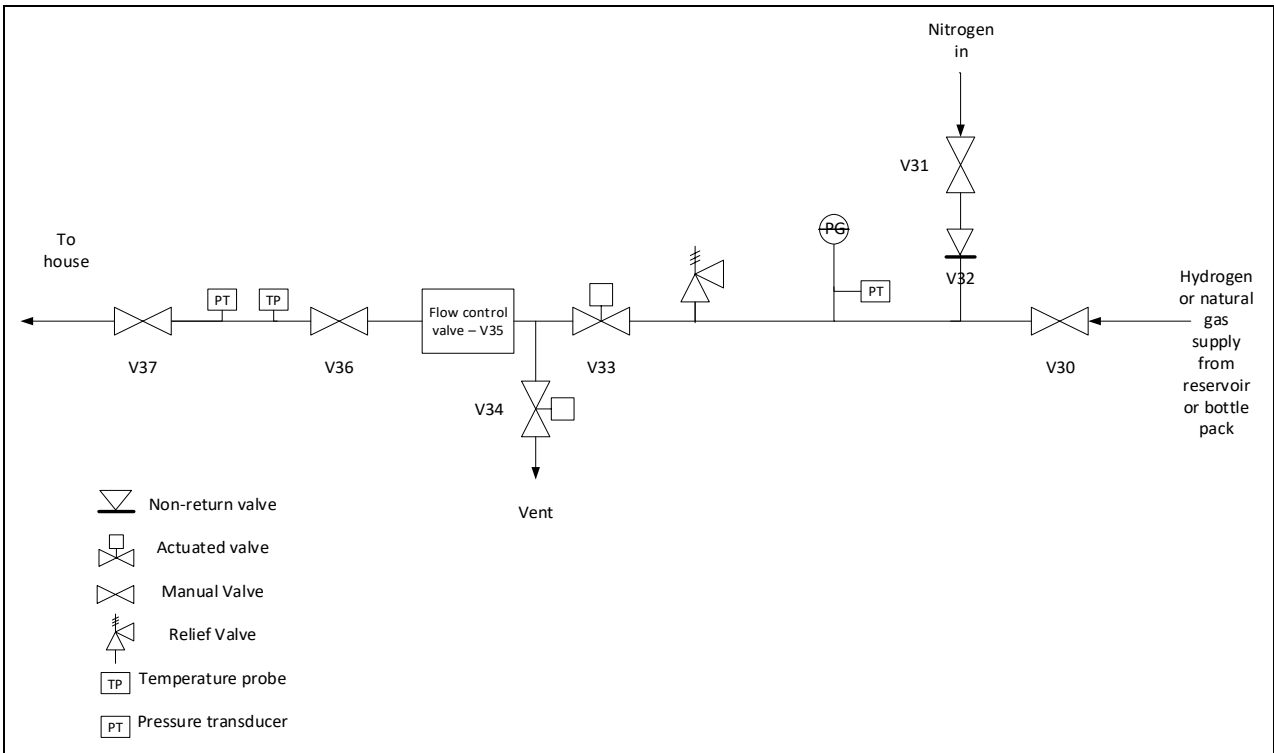 Nitrogen
in
V31
PG
To
house
V32
Hydrogen
or natural
gas
supply
from
reservoir
or bottle
pack
PT
TP
PT
Flow control
valve – V35
V37
V36
V33
V30
V34
Vent
Non-return valve
Actuated valve
Manual Valve
Relief Valve
TP Temperature probe
PT Pressure transducer